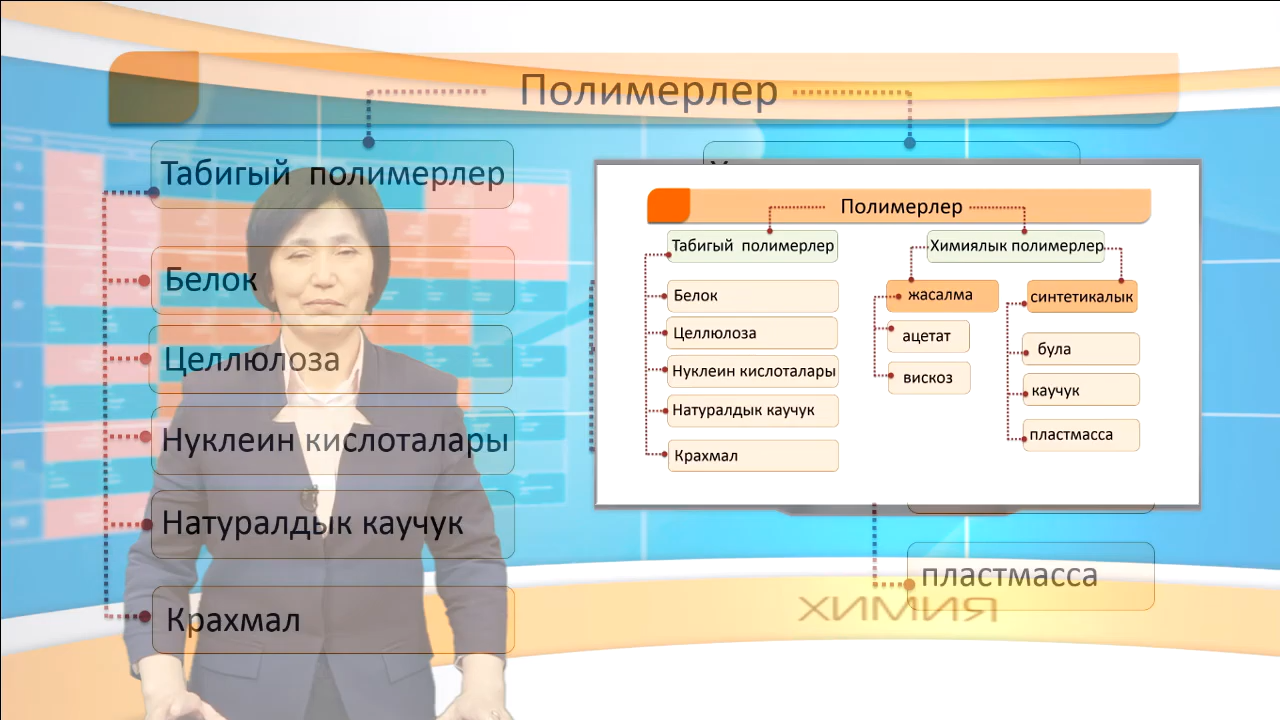 Полимерлер
Табигый полимерлер
Белок
Целлюлоза
Нуклеин кислоталары
Натуралдык каучук
Крахмал
Полимерлер
Табигый полимерлер
Химиялык полимерлер
Белок
Целлюлоза
Нуклеин кислоталары
Натуралдык каучук
Крахмал
жасалма
синтетикалык
ацетат
вискоз
була
каучук
пластмасса
пластмасса
ХИМИЯ